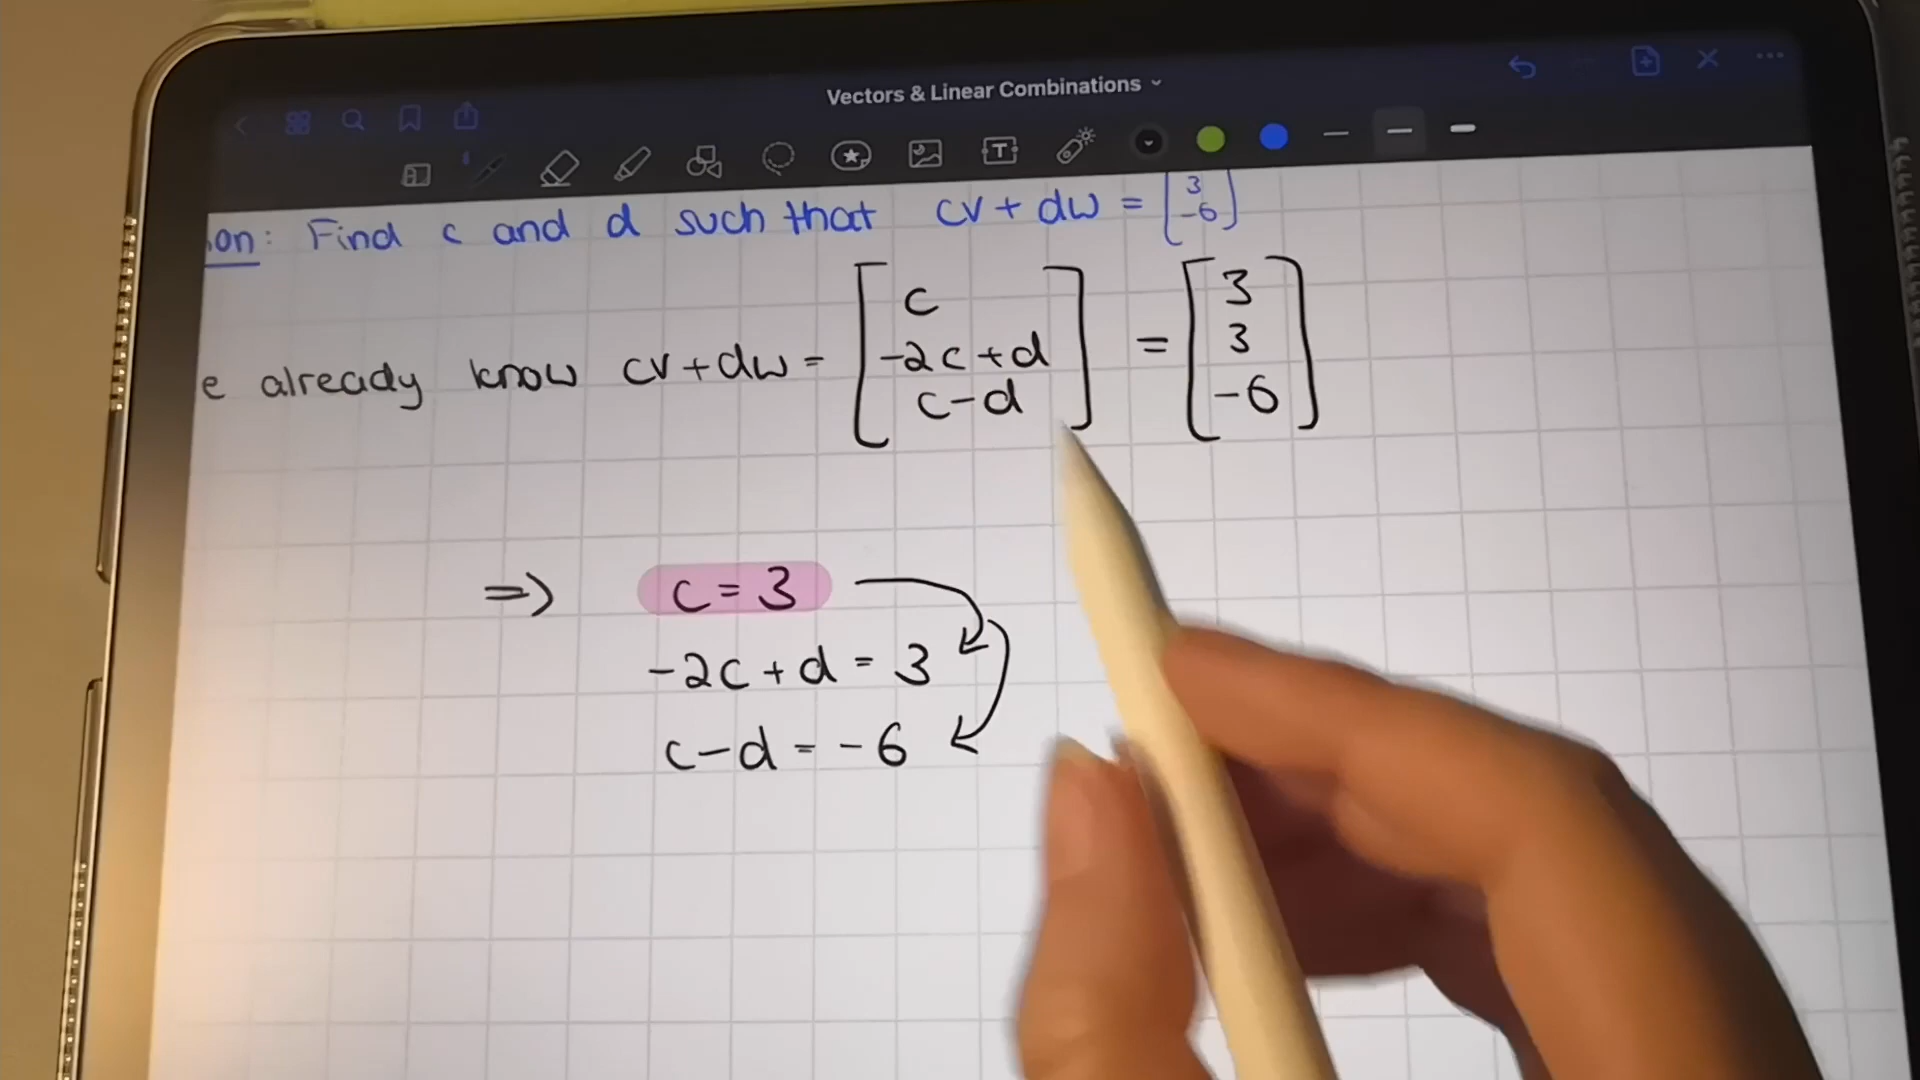 Vectors & Linear Combinations
on: Find c and d such that cv + dw = [3 -6]
e already know cv + dw = [c -2c+d c-d] = [3 3 -6]
=> c = 3
-2c + d = 3
c - d = -6